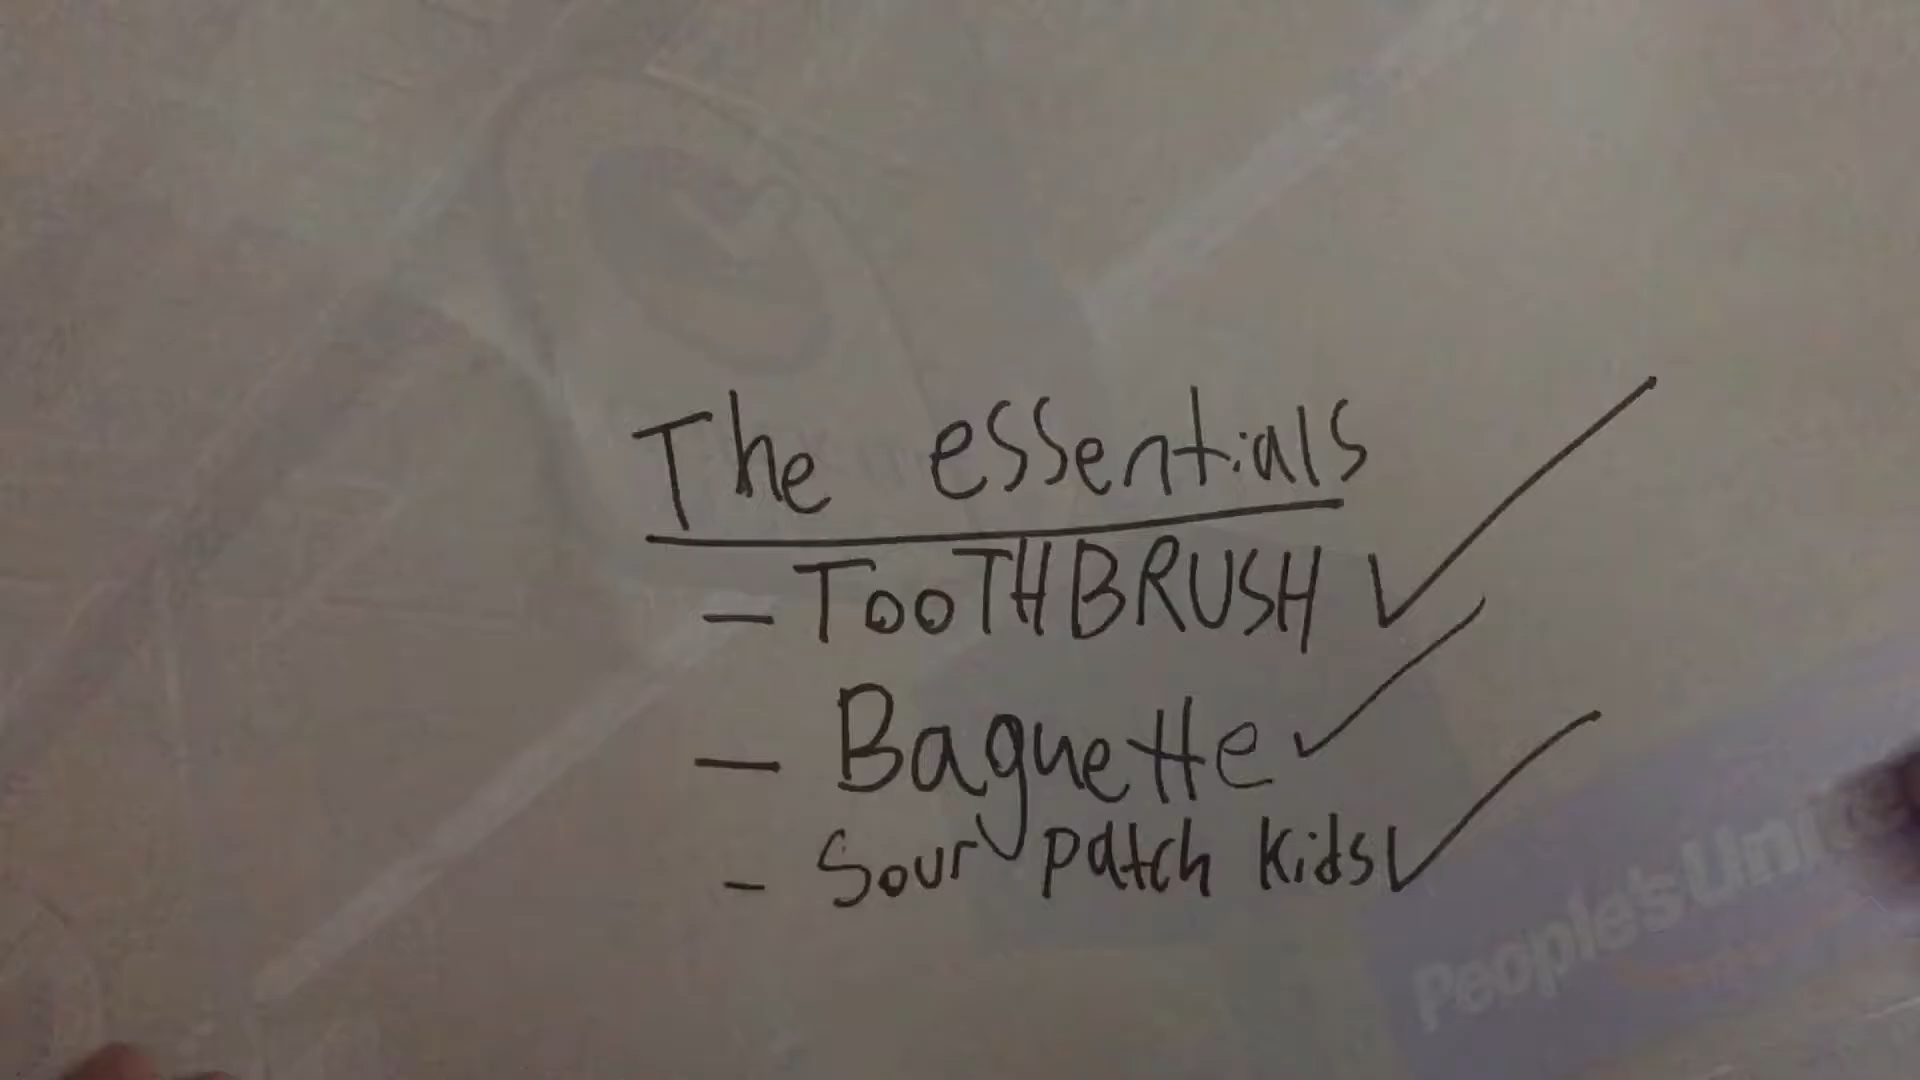 The essentials
- TOOTHBRUSH ✓
- Baguette ✓
- Sour patch kids ✓